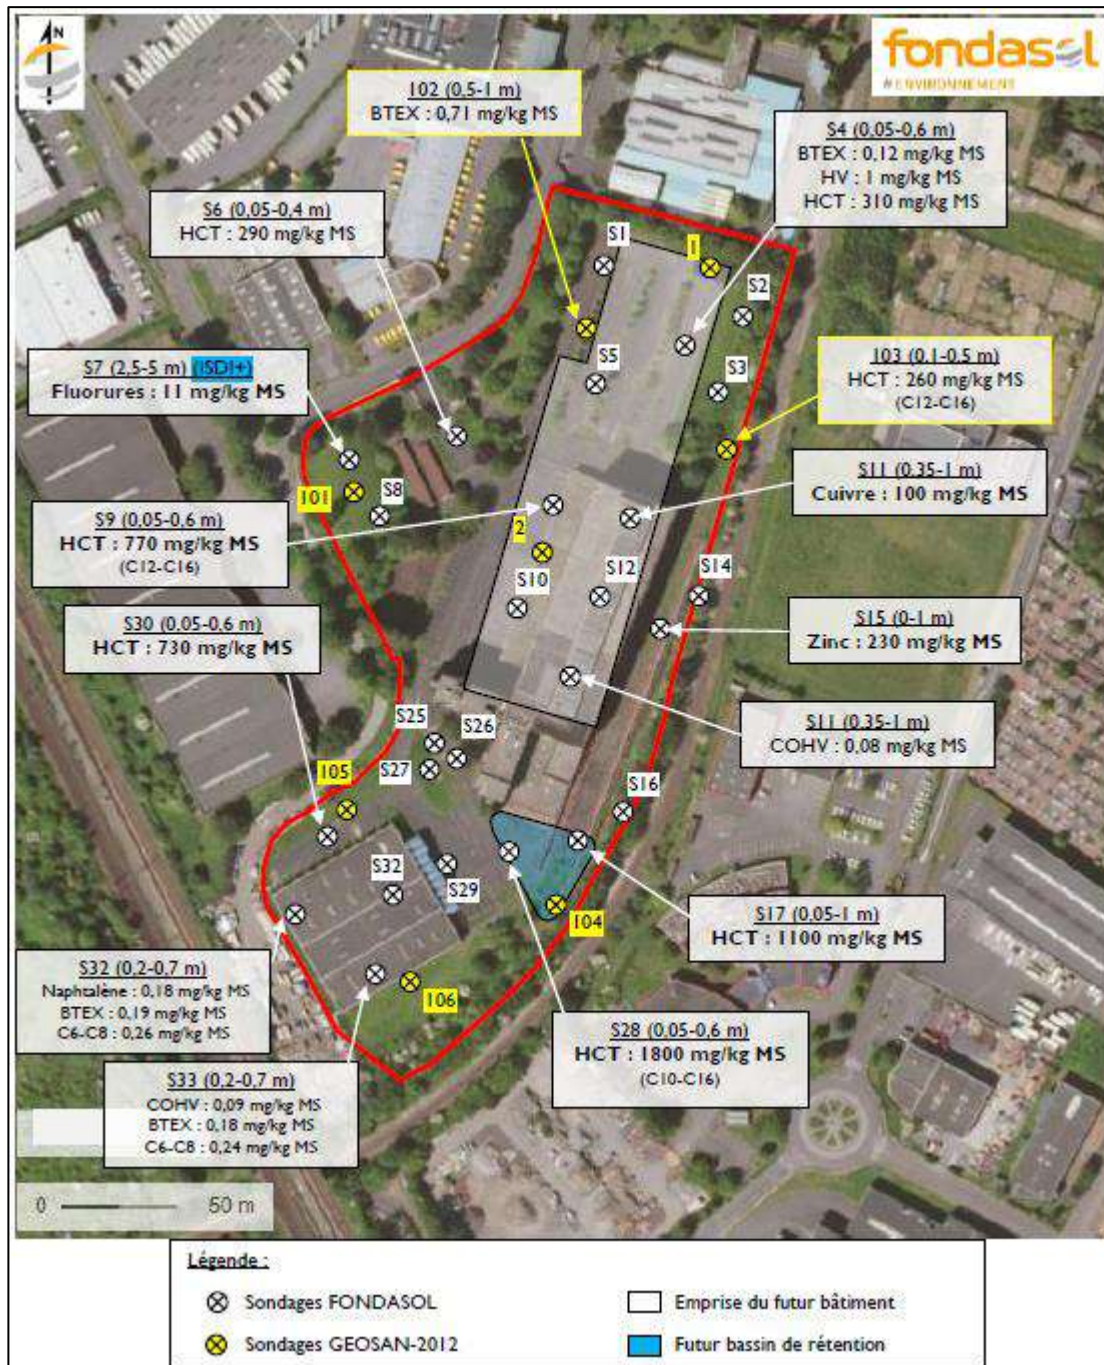 N
fondasol
#ENVIRONNEMENT
102 (0,5-1 m)
BTEX : 0,71 mg/kg MS
S4 (0,05-0,6 m)
BTEX : 0,12 mg/kg MS
HV : 1 mg/kg MS
HCT : 310 mg/kg MS
S6 (0,05-0,4 m)
HCT : 290 mg/kg MS
S1
1
S2
S7 (2,5-5 m) (ISDI+)
Fluorures : 11 mg/kg MS
S5
S3
103 (0,1-0,5 m)
HCT : 260 mg/kg MS
(C12-C16)
101
S8
S11 (0,35-1 m)
Cuivre : 100 mg/kg MS
S9 (0,05-0,6 m)
HCT : 770 mg/kg MS
(C12-C16)
2
S10
S12
S14
S30 (0,05-0,6 m)
HCT : 730 mg/kg MS
S15 (0-1 m)
Zinc : 230 mg/kg MS
S25
S26
S27
S11 (0,35-1 m)
COHV : 0,08 mg/kg MS
105
S16
S32
S29
104
S17 (0,05-1 m)
HCT : 1100 mg/kg MS
S32 (0,2-0,7 m)
Naphtalène : 0,18 mg/kg MS
BTEX : 0,19 mg/kg MS
C6-C8 : 0,26 mg/kg MS
106
S28 (0,05-0,6 m)
HCT : 1800 mg/kg MS
(C10-C16)
S33 (0,2-0,7 m)
COHV : 0,09 mg/kg MS
BTEX : 0,18 mg/kg MS
C6-C8 : 0,24 mg/kg MS
0 50 m
Légende :
Sondages FONDASOL
Emprise du futur bâtiment
Sondages GEOSAN-2012
Futur bassin de rétention